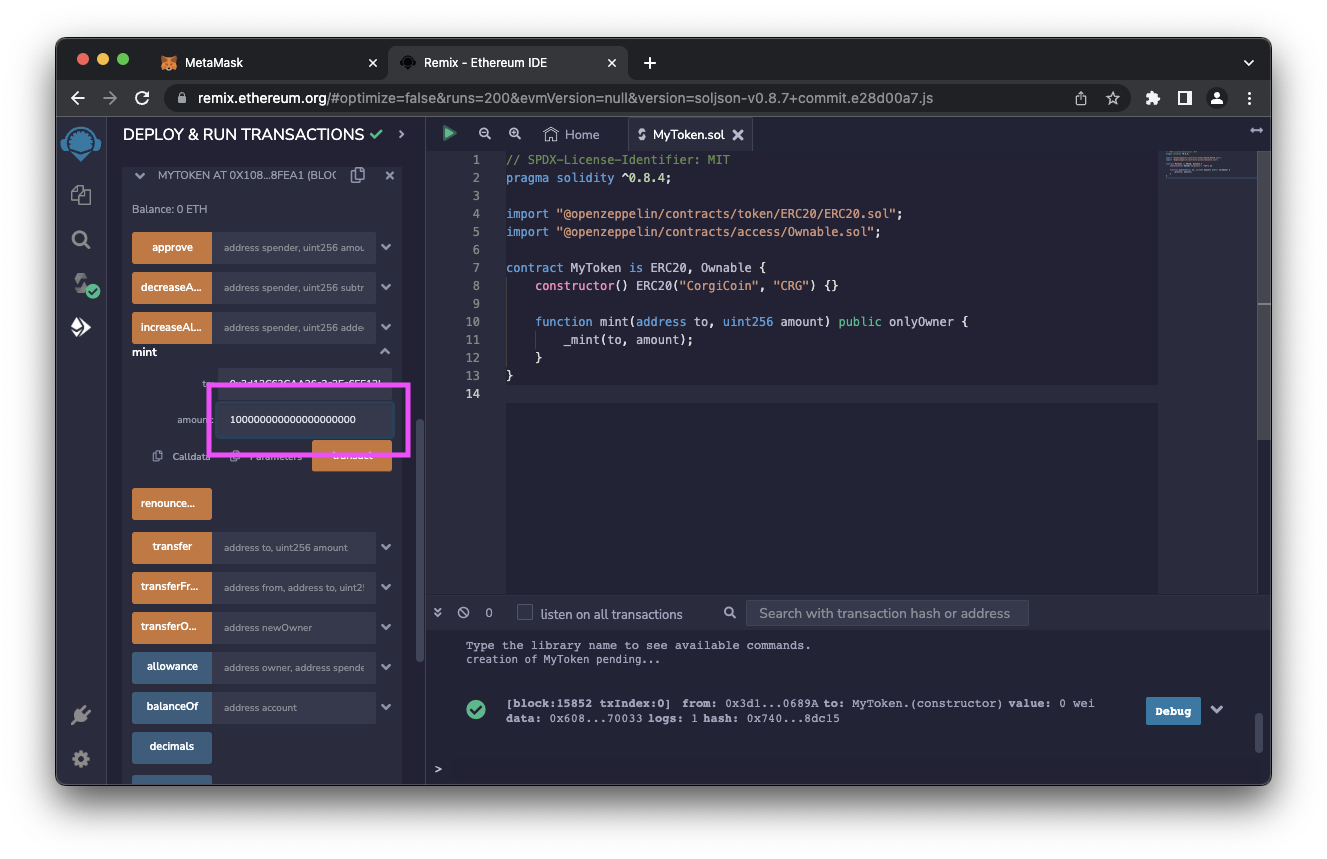 MetaMask
Remix - Ethereum IDE
remix.ethereum.org/#optimize=false&runs=200&evmVersion=null&version=soljson-v0.8.7+commit.e28d00a7.js
DEPLOY & RUN TRANSACTIONS
MYTOKEN AT 0X108...8FEA1 (BLOC
Balance: 0 ETH
approve address spender, uint256 amou
decreaseA... address spender, uint256 subtr
increaseAl... address spender, uint256 adde
mint
amount: 
Calldata Parameters transact
renounce...
transfer address to, uint256 amount
transferFr... address from, address to, uint25
transferO... address newOwner
allowance address owner, address spende
balanceOf address account
decimals
Home
MyToken.sol
1 // SPDX-License-Identifier: MIT
2 pragma solidity ^0.8.4;
3
4 import "@openzeppelin/contracts/token/ERC20/ERC20.sol";
5 import "@openzeppelin/contracts/access/Ownable.sol";
6
7 contract MyToken is ERC20, Ownable {
8 constructor() ERC20("CorgiCoin", "CRG") {}
9
10 function mint(address to, uint256 amount) public onlyOwner {
11 _mint(to, amount);
12 }
13 }
14
0 listen on all transactions Search with transaction hash or address
Type the library name to see available commands.
creation of MyToken pending...
[block:15852 txIndex:0] from: 0x3d1...0689A to: MyToken.(constructor) value: 0 wei
data: 0x608...70033 logs: 1 hash: 0x740...8dc15
Debug
>